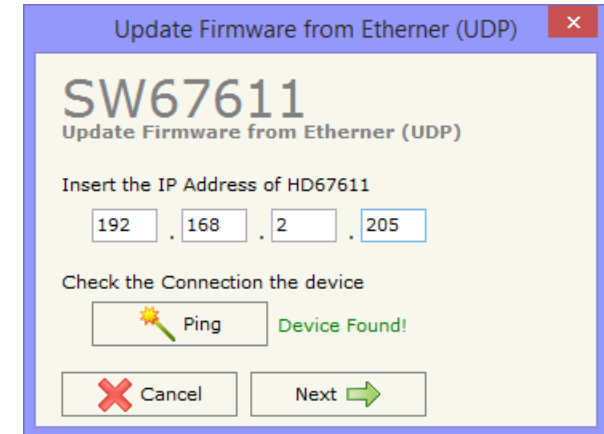 Update Firmware from Etherner (UDP)
SW67611
Update Firmware from Etherner (UDP)
Insert the IP Address of HD67611
192 . 168 . 2 . 205
Check the Connection the device
Ping Device Found!
Cancel Next